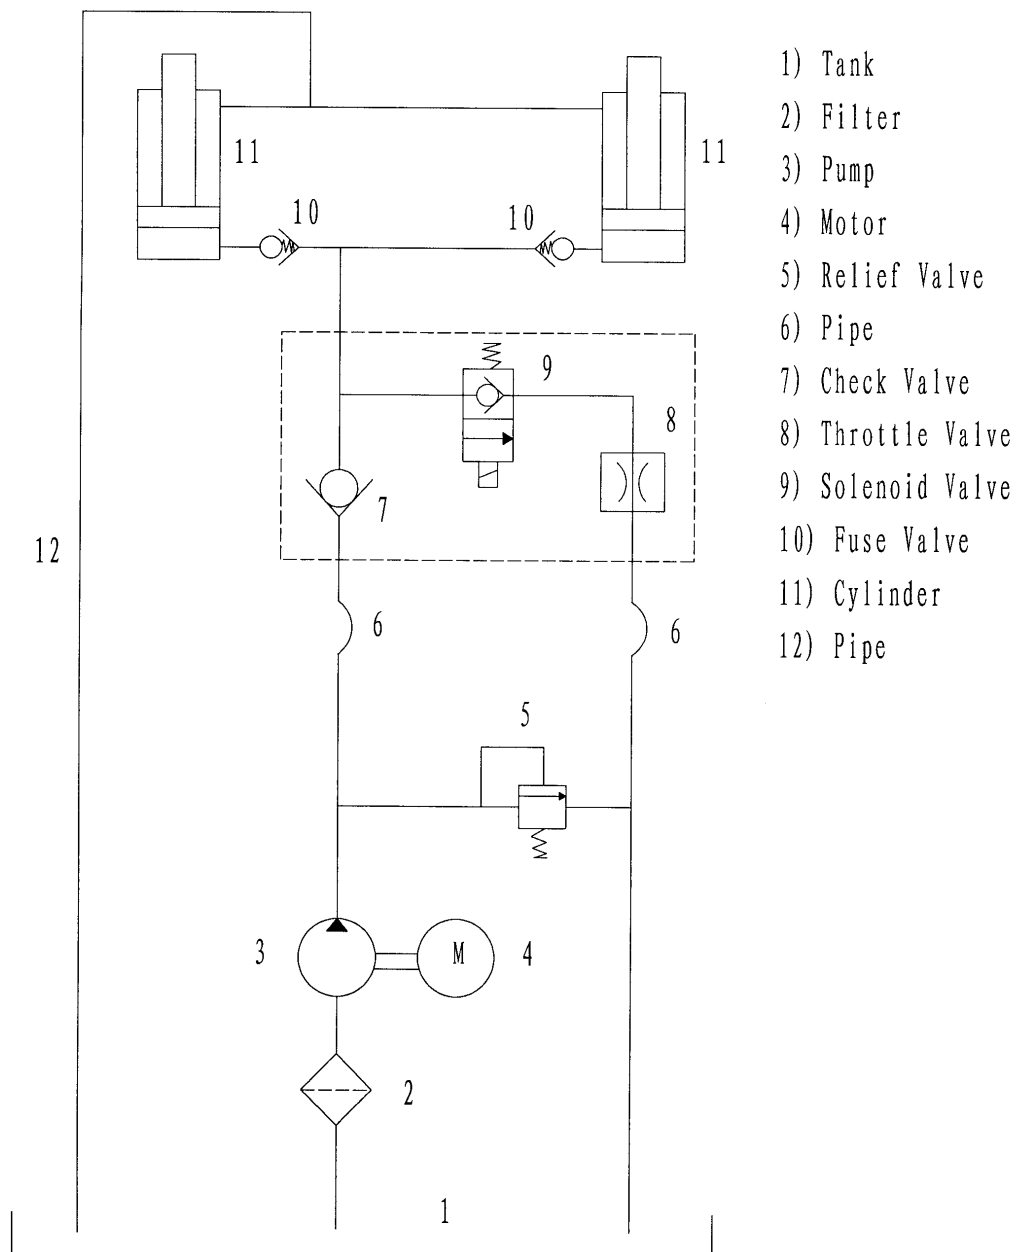 1) Tank
2) Filter
3) Pump
4) Motor
5) Relief Valve
6) Pipe
7) Check Valve
8) Throttle Valve
9) Solenoid Valve
10) Fuse Valve
11) Cylinder
12) Pipe
11
11
10
10
9
8
7
12
6
6
5
3
M
4
2
1